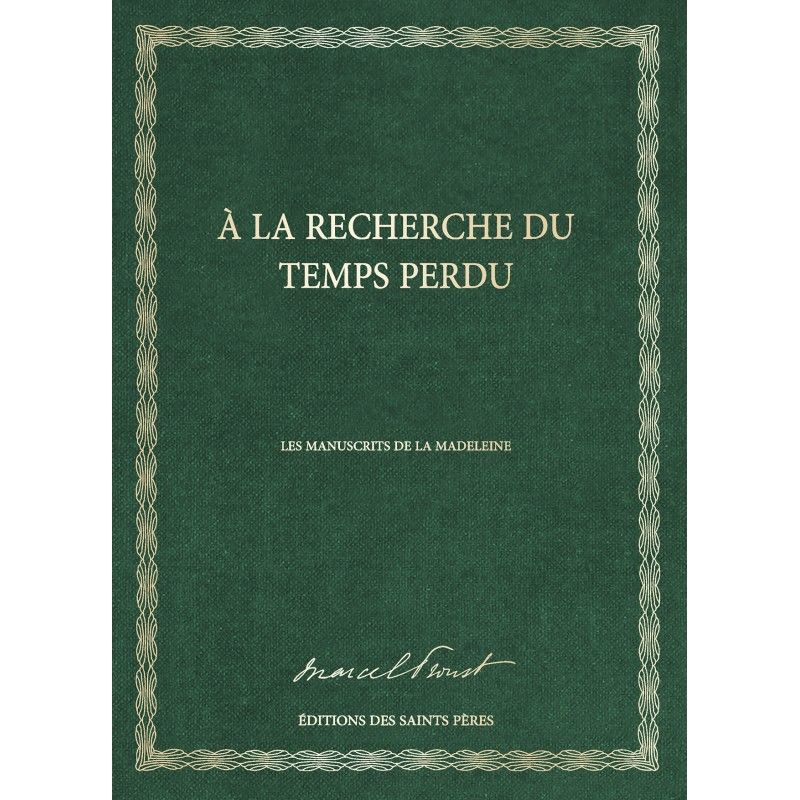 À LA RECHERCHE DU
TEMPS PERDU
LES MANUSCRITS DE LA MADELEINE
Marcel Proust
ÉDITIONS DES SAINTS PÈRES